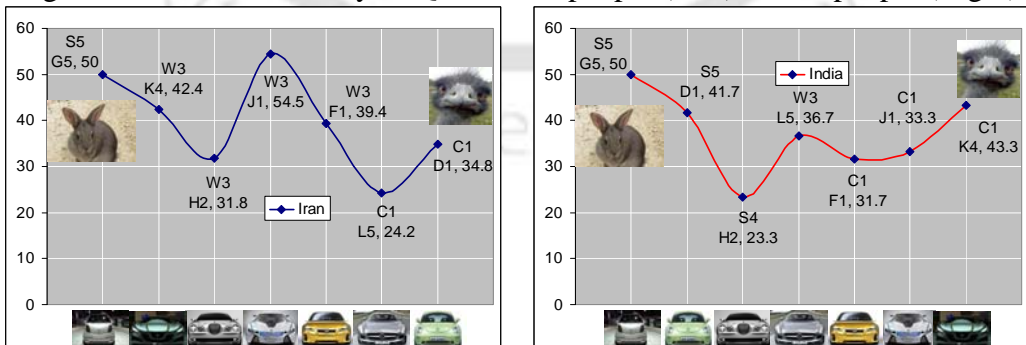 60
50
40
30
20
10
0
S5
G5, 50
W3
K4, 42.4
W3
H2, 31.8
W3
J1, 54.5
W3
F1, 39.4
C1
L5, 24.2
C1
D1, 34.8
Iran
60
50
40
30
20
10
0
S5
G5, 50
S5
D1, 41.7
S4
H2, 23.3
W3
L5, 36.7
C1
F1, 31.7
C1
J1, 33.3
C1
K4, 43.3
India